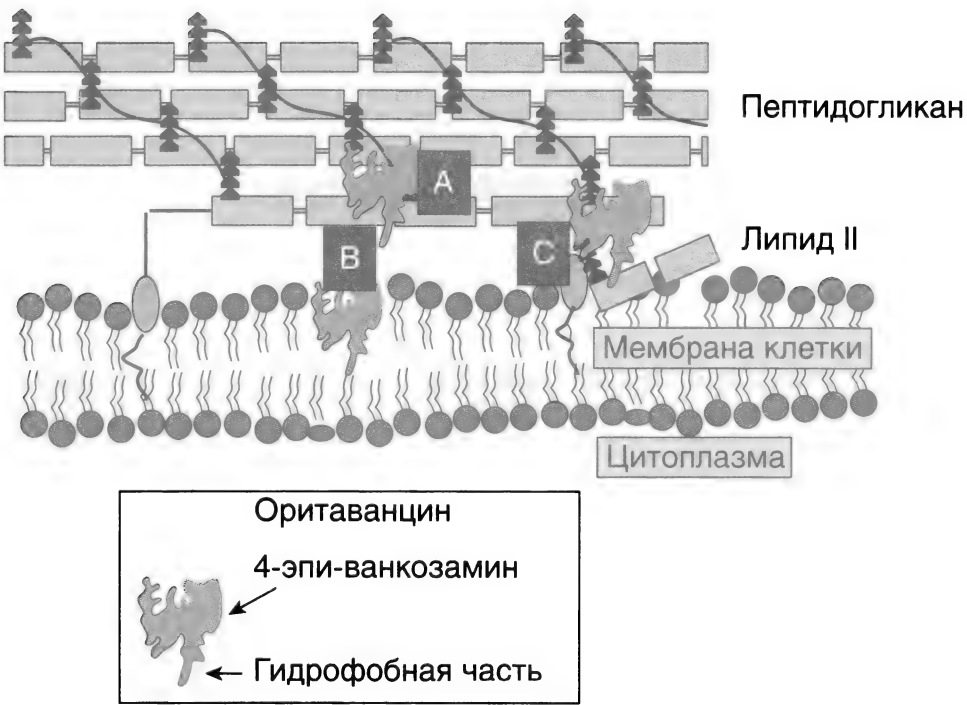 Пептидогликан
A
B
C
Липид II
Мембрана клетки
Цитоплазма
Оритаванцин
4-эпи-ванкозамин
Гидрофобная часть